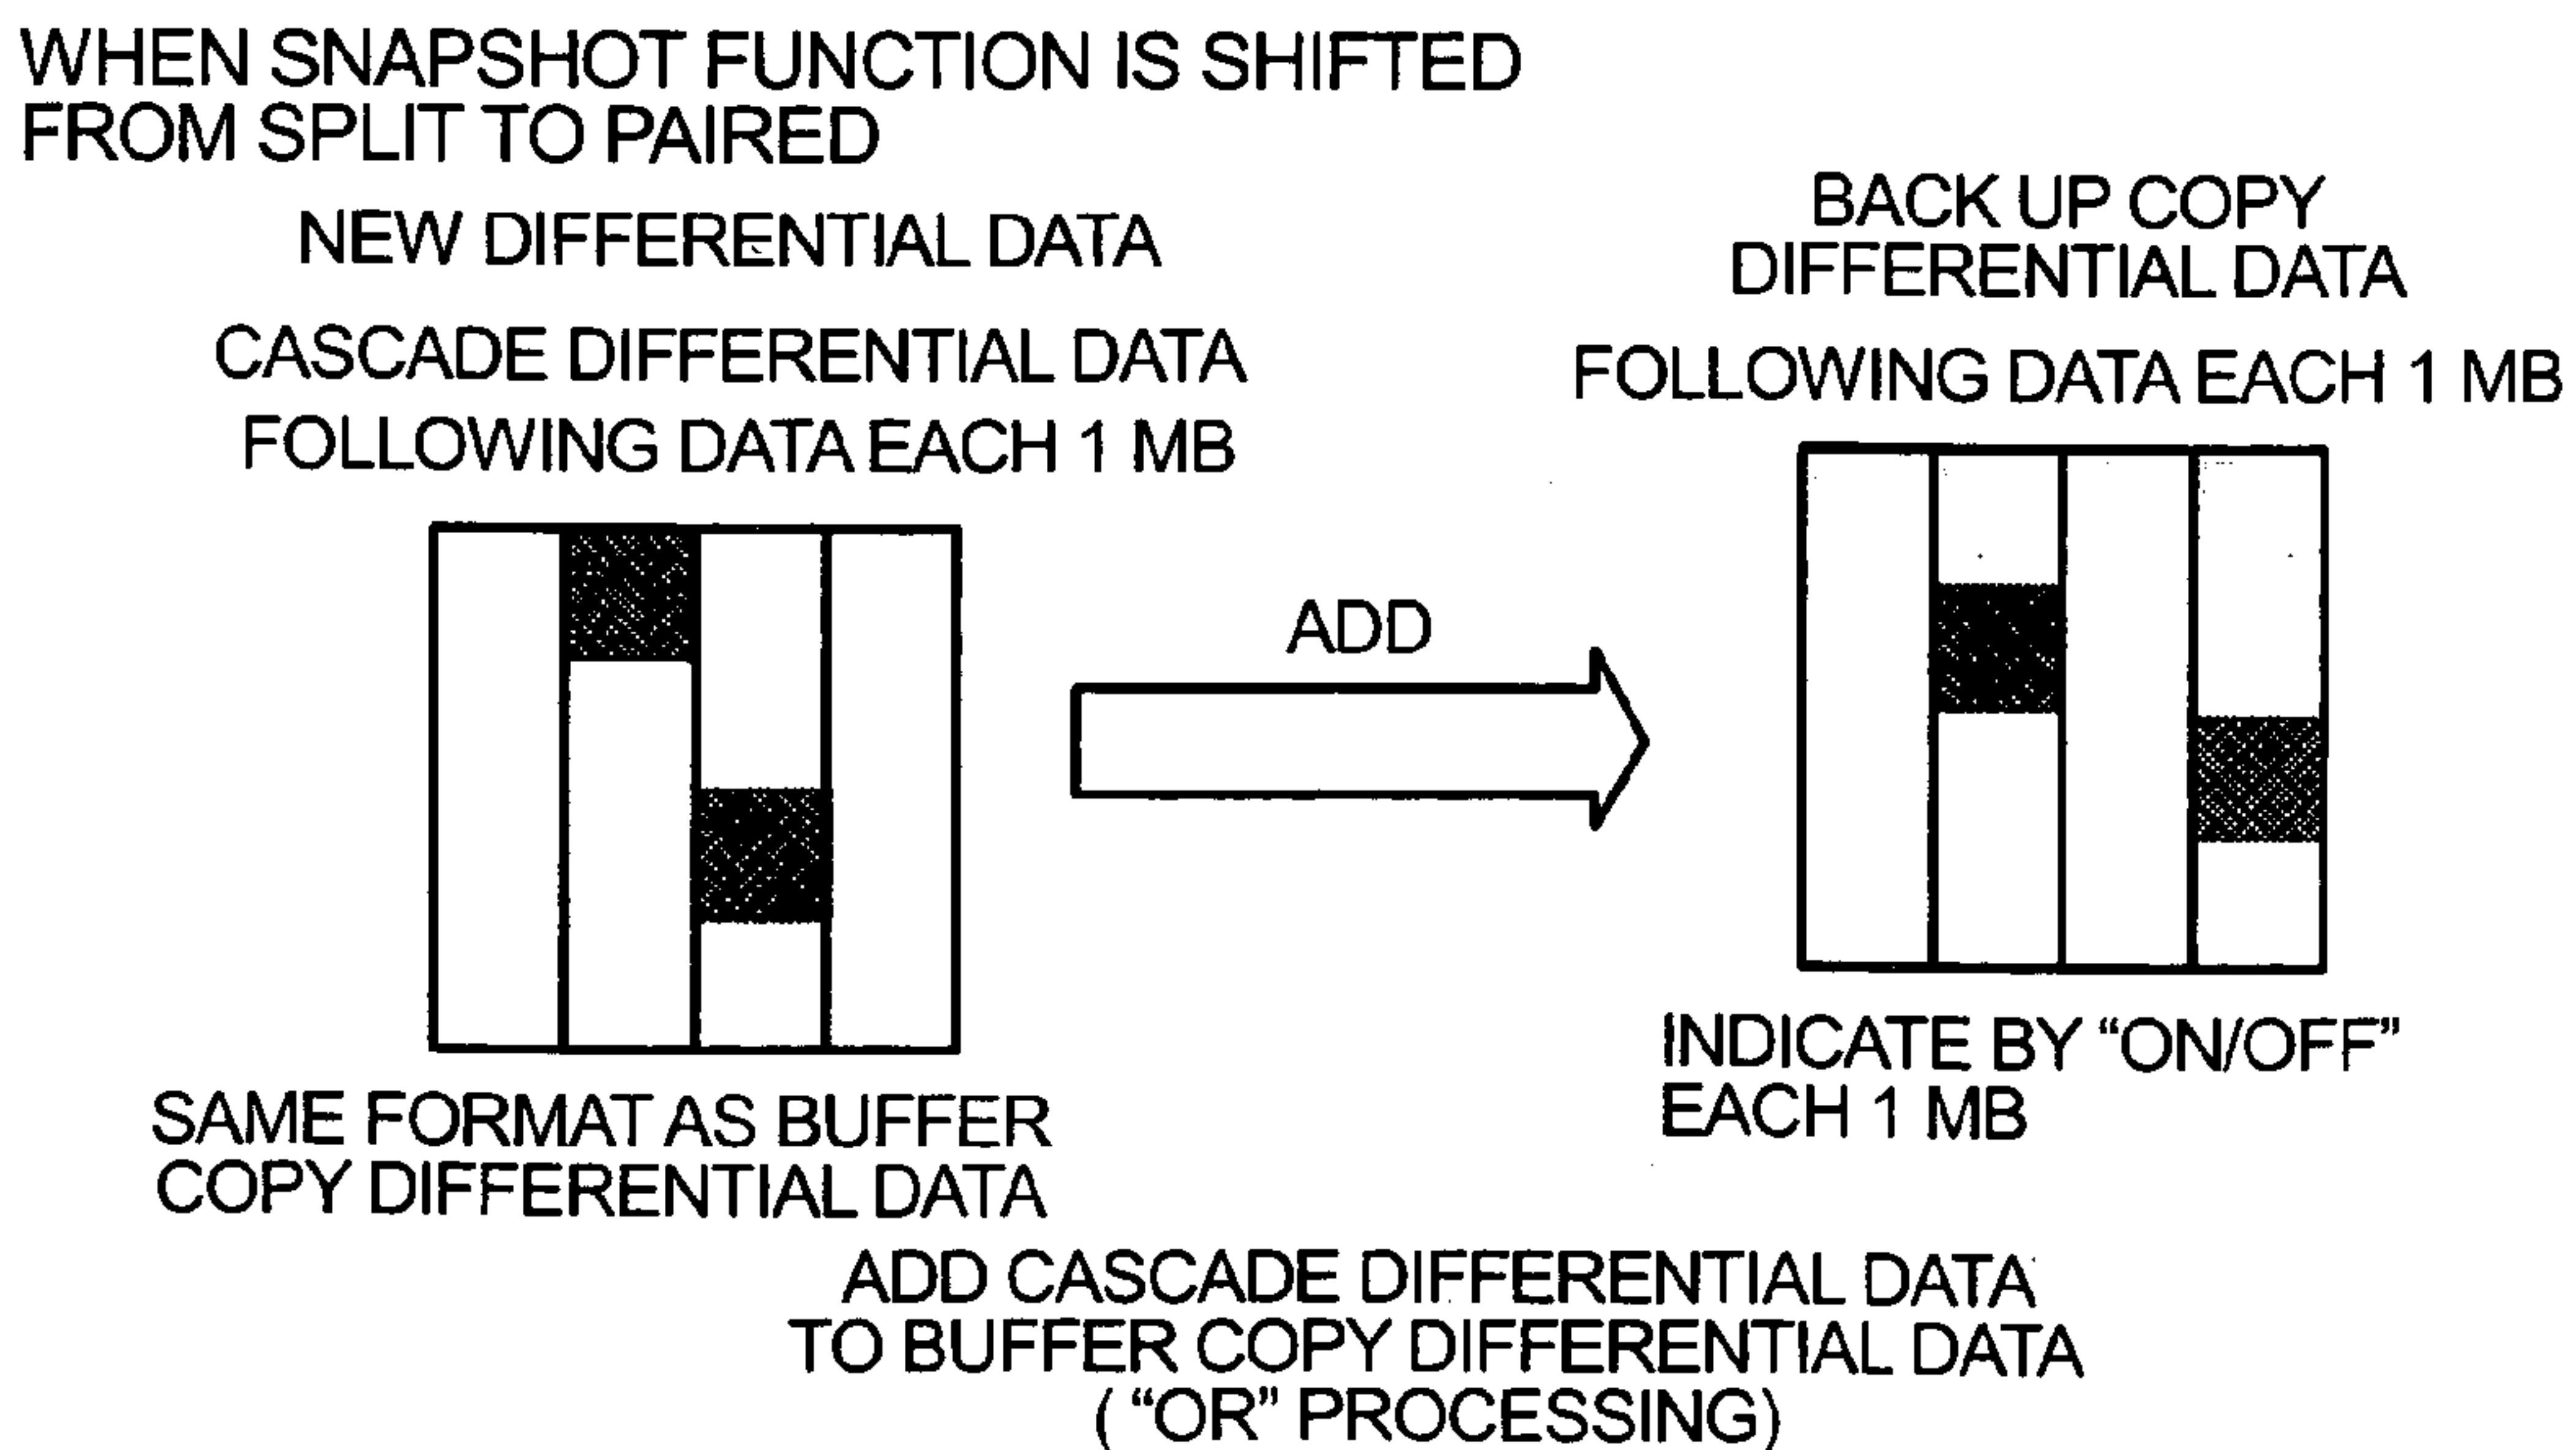 WHEN SNAPSHOT FUNCTION IS SHIFTED
FROM SPLIT TO PAIRED
NEW DIFFERENTIAL DATA
CASCADE DIFFERENTIAL DATA
FOLLOWING DATA EACH 1 MB
BACK UP COPY
DIFFERENTIAL DATA
FOLLOWING DATA EACH 1 MB
ADD
SAME FORMAT AS BUFFER
COPY DIFFERENTIAL DATA
INDICATE BY “ON/OFF”
EACH 1 MB
ADD CASCADE DIFFERENTIAL DATA
TO BUFFER COPY DIFFERENTIAL DATA
( “OR” PROCESSING)